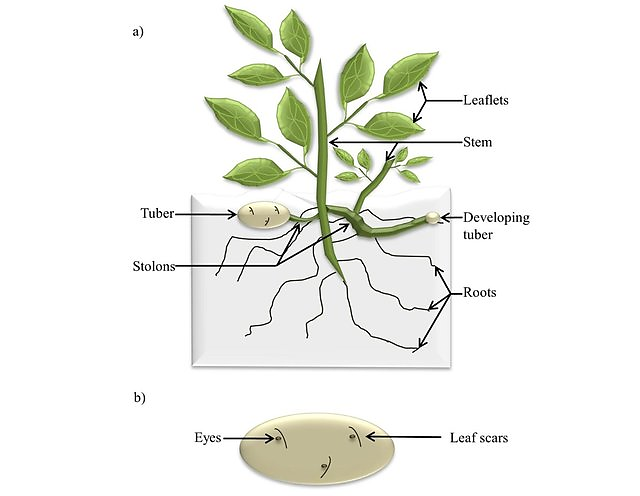 a)
Leaflets
Stem
Tuber
Developing
tuber
Stolons
Roots
b)
Eyes
Leaf scars